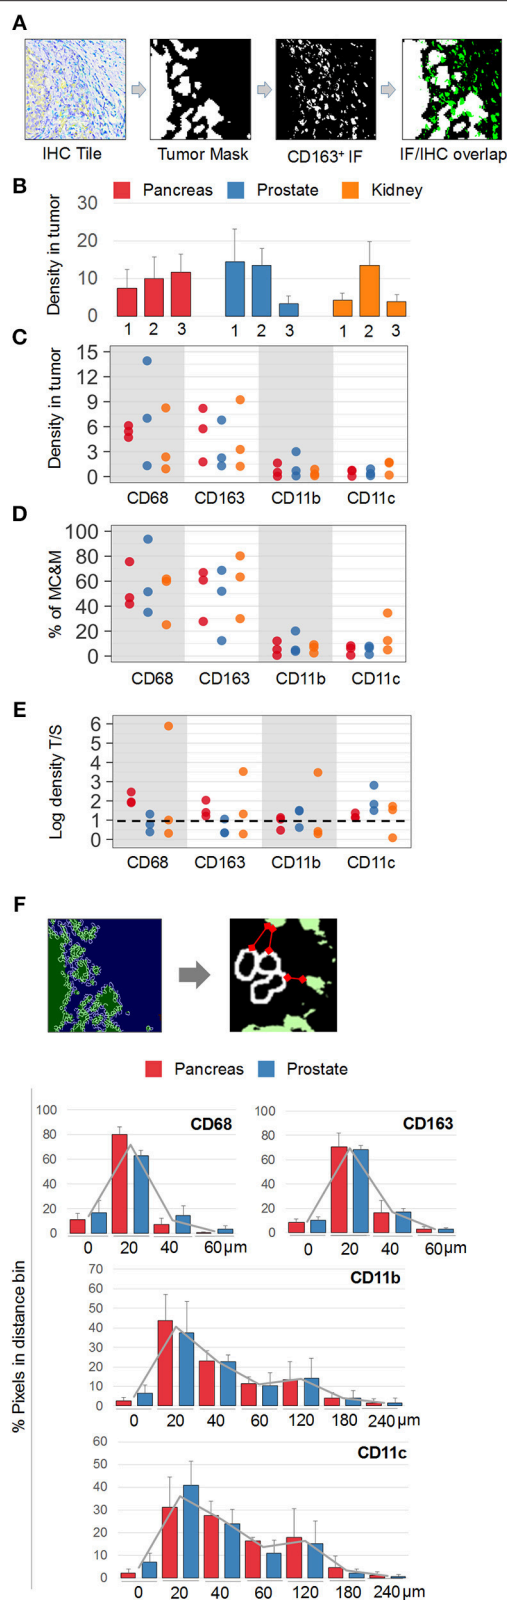 A
IHC Tile
Tumor Mask
CD163+ IF
IF/IHC overlap
B
Pancreas
Prostate
Kidney
Density in tumor
30
20
10
0
1 2 3
1 2 3
1 2 3
C
Density in tumor
15
12
9
6
3
0
CD68
CD163
CD11b
CD11c
D
% of MC&M
100
80
60
40
20
0
CD68
CD163
CD11b
CD11c
E
Log density T/S
6
5
4
3
2
1
0
CD68
CD163
CD11b
CD11c
F
Pancreas
Prostate
% Pixels in distance bin
CD68
100
80
60
40
20
0
0 20 40 60µm
CD163
100
80
60
40
20
0
0 20 40 60µm
CD11b
70
60
50
40
30
20
10
0
0 20 40 60 120 180 240µm
CD11c
60
50
40
30
20
10
0
0 20 40 60 120 180 240µm